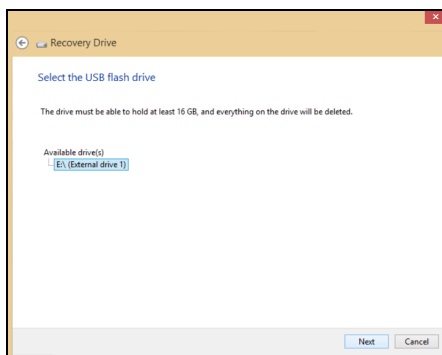 Recovery Drive
Select the USB flash drive
The drive must be able to hold at least 16 GB, and everything on the drive will be deleted.
Available drive(s)
E:\ (External drive 1)
Next Cancel